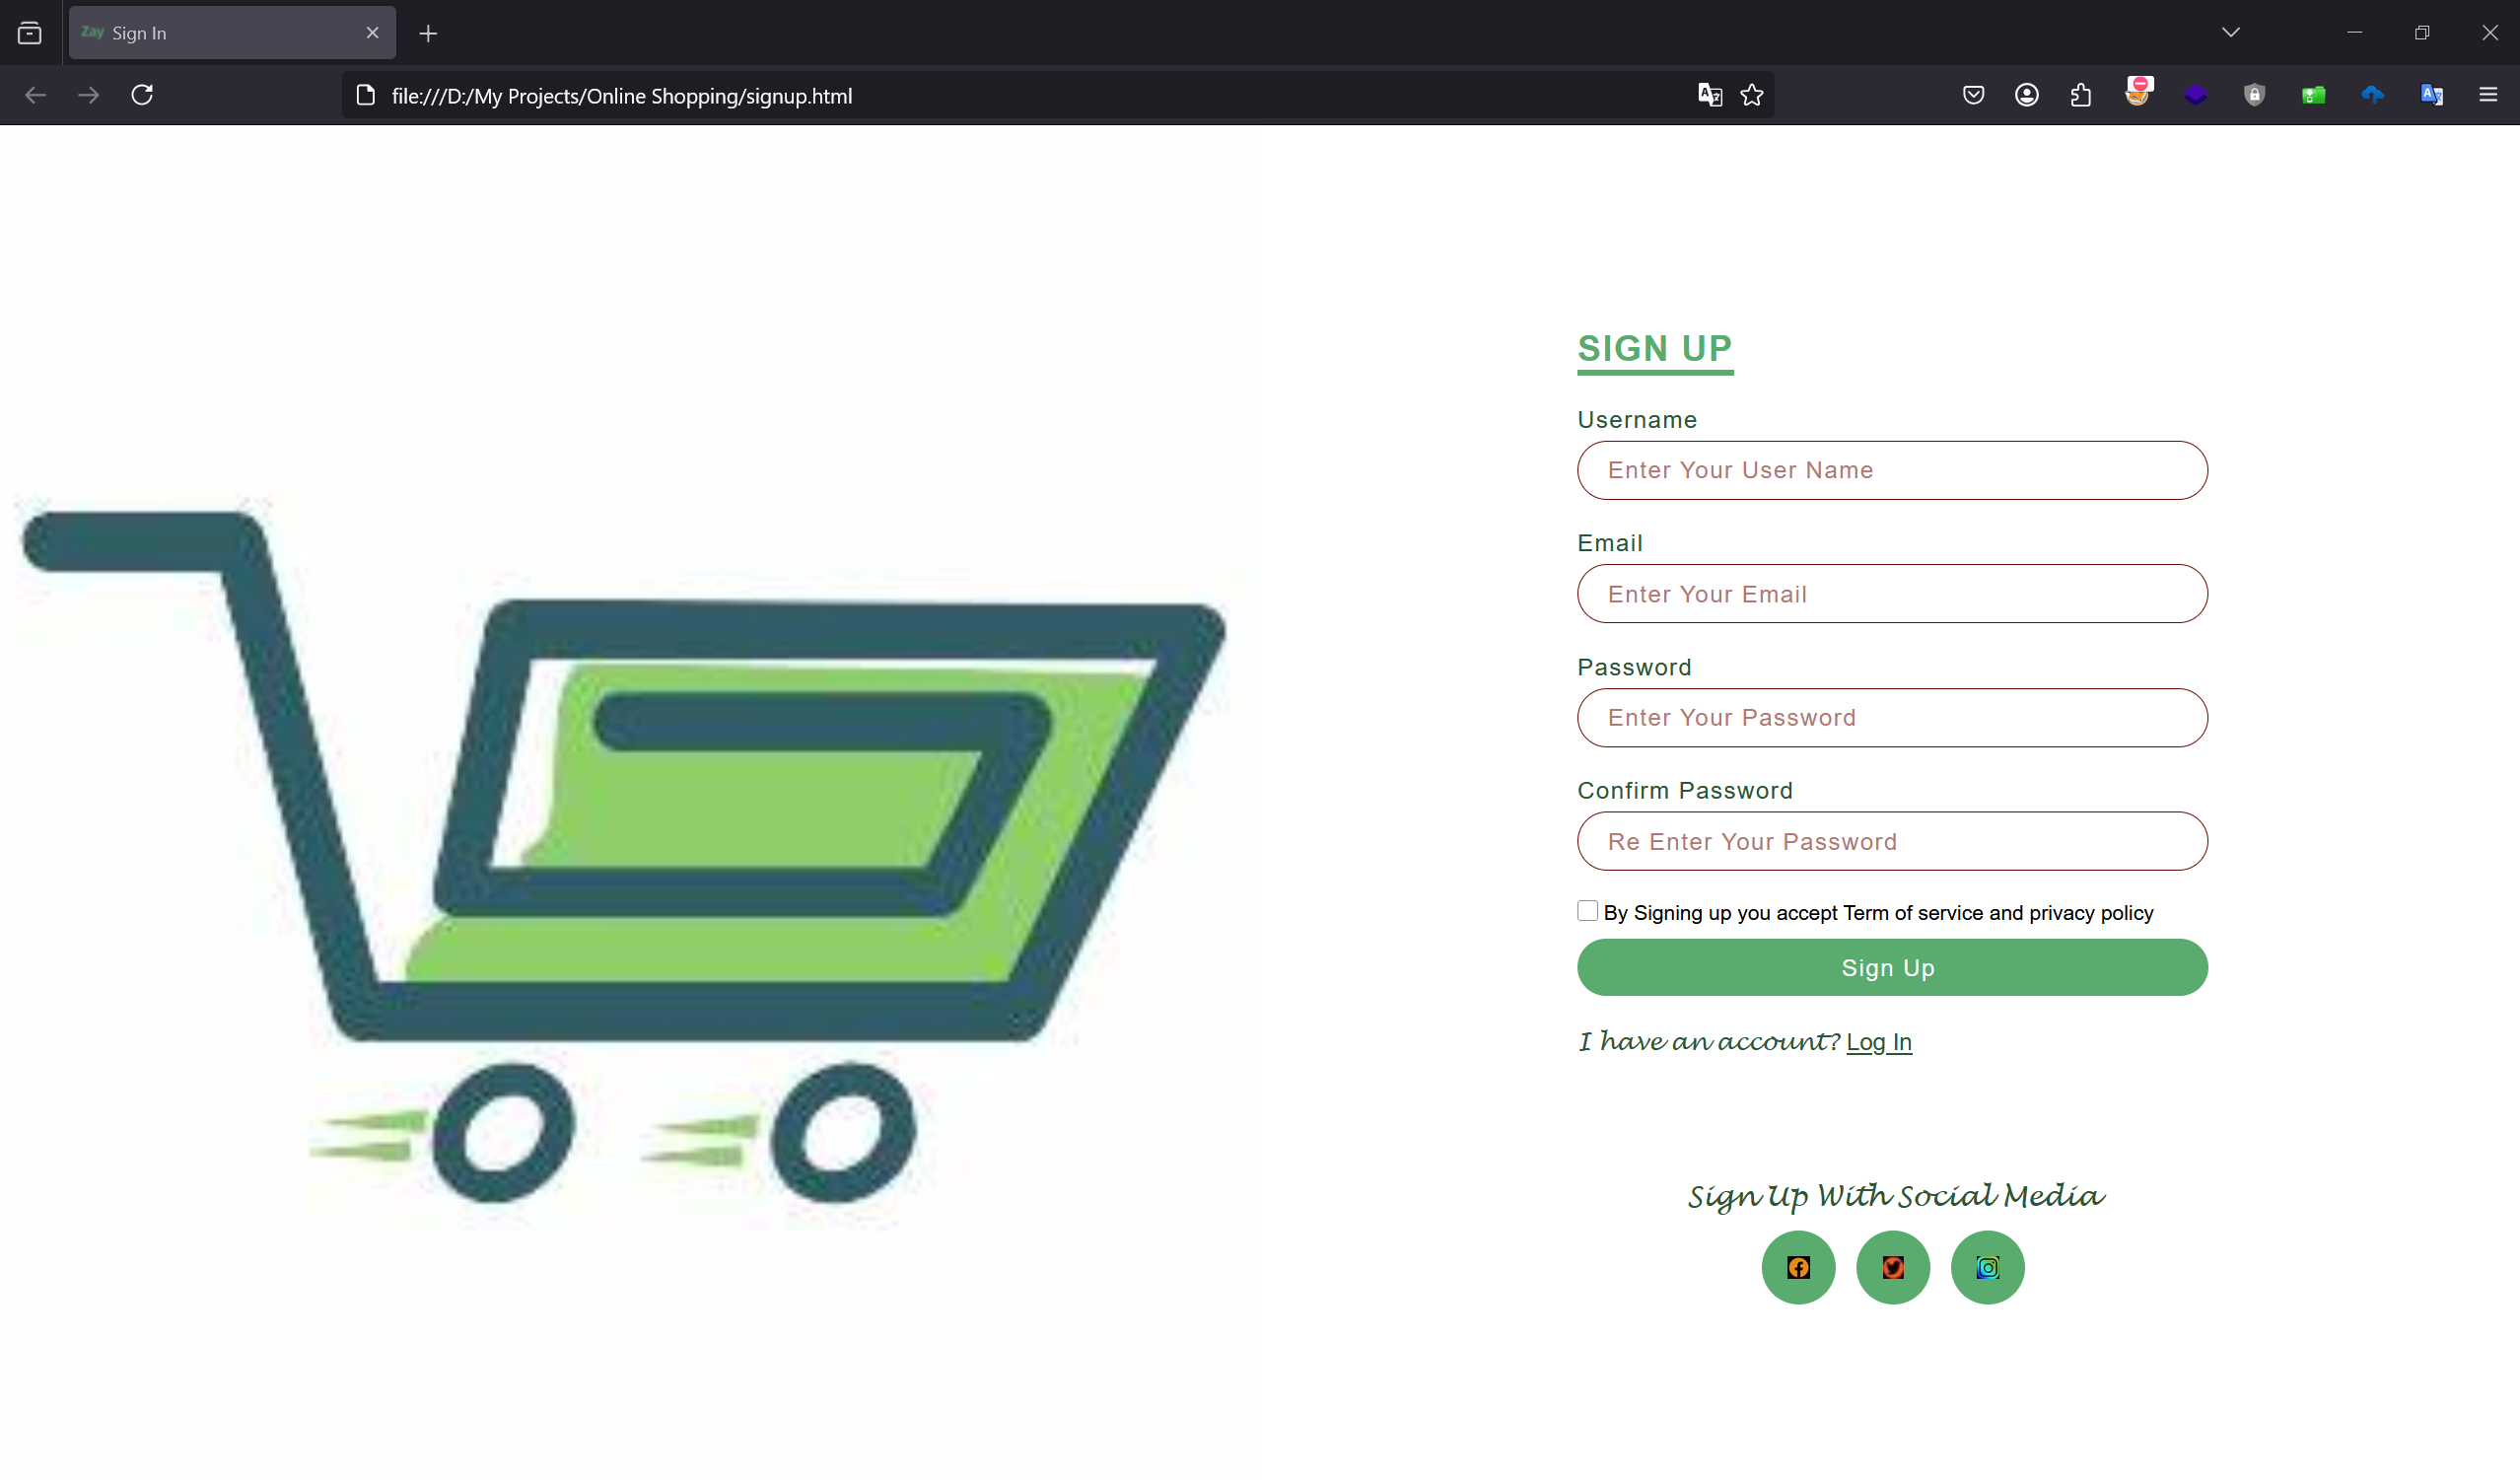 Zay Sign In
file:///D:/My Projects/Online Shopping/signup.html
SIGN UP
Username
Enter Your User Name
Email
Enter Your Email
Password
Enter Your Password
Confirm Password
Re Enter Your Password
By Signing up you accept Term of service and privacy policy
Sign Up
I have an account? Log In
Sign Up With Social Media